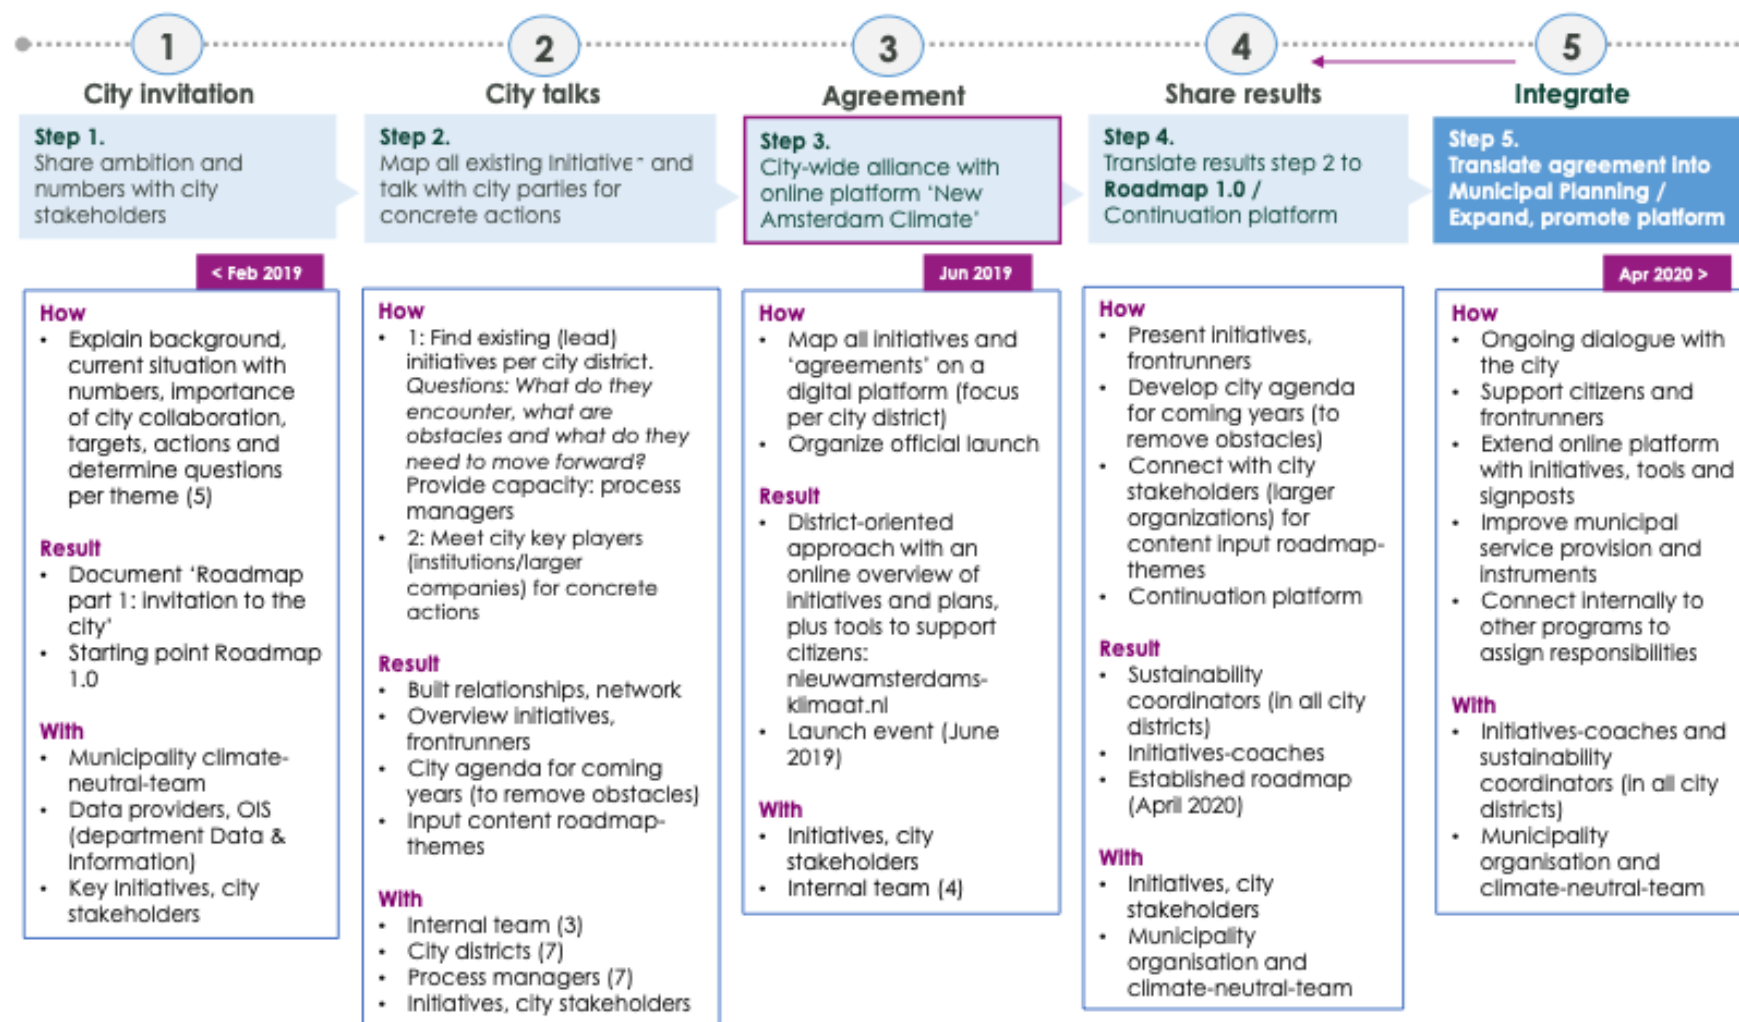 1
City invitation
Step 1.
Share ambition and
numbers with city
stakeholders
< Feb 2019
How
• Explain background,
current situation with
numbers, importance
of city collaboration,
targets, actions and
determine questions
per theme (5)
Result
• Document ‘Roadmap
part 1: invitation to the
city’
• Starting point Roadmap
1.0
With
• Municipality climate-
neutral-team
• Data providers, OIS
(department Data &
Information)
• Key Initiatives, city
stakeholders
2
City talks
Step 2.
Map all existing Initiative and
talk with city parties for
concrete actions
How
• 1: Find existing (lead)
initiatives per city district.
Questions: What do they
encounter, what are
obstacles and what do they
need to move forward?
Provide capacity: process
managers
• 2: Meet city key players
(institutions/larger
companies) for concrete
actions
Result
• Built relationships, network
• Overview initiatives,
frontrunners
• City agenda for coming
years (to remove obstacles)
• Input content roadmap-
themes
With
• Internal team (3)
• City districts (7)
• Process managers (7)
• Initiatives, city stakeholders
3
Agreement
Step 3.
City-wide alliance with
online platform ‘New
Amsterdam Climate’
Jun 2019
How
• Map all initiatives and
‘agreements’ on a
digital platform (focus
per city district)
• Organize official launch
Result
• District-oriented
approach with an
online overview of
initiatives and plans,
plus tools to support
citizens:
nieuwamsterdams-
klimaat.nl
• Launch event (June
2019)
With
• Initiatives, city
stakeholders
• Internal team (4)
4
Share results
Step 4.
Translate results step 2 to
Roadmap 1.0 /
Continuation platform
How
• Present initiatives,
frontrunners
• Develop city agenda
for coming years (to
remove obstacles)
• Connect with city
stakeholders (larger
organizations) for
content input roadmap-
themes
• Continuation platform
Result
• Sustainability
coordinators (in all city
districts)
• Initiatives-coaches
• Established roadmap
(April 2020)
With
• Initiatives, city
stakeholders
• Municipality
organisation and
climate-neutral-team
5
Integrate
Step 5.
Translate agreement into
Municipal Planning /
Expand, promote platform
Apr 2020 >
How
• Ongoing dialogue with
the city
• Support citizens and
frontrunners
• Extend online platform
with initiatives, tools and
signposts
• Improve municipal
service provision and
instruments
• Connect internally to
other programs to
assign responsibilities
With
• Initiatives-coaches and
sustainability
coordinators (in all city
districts)
• Municipality
organisation and
climate-neutral-team